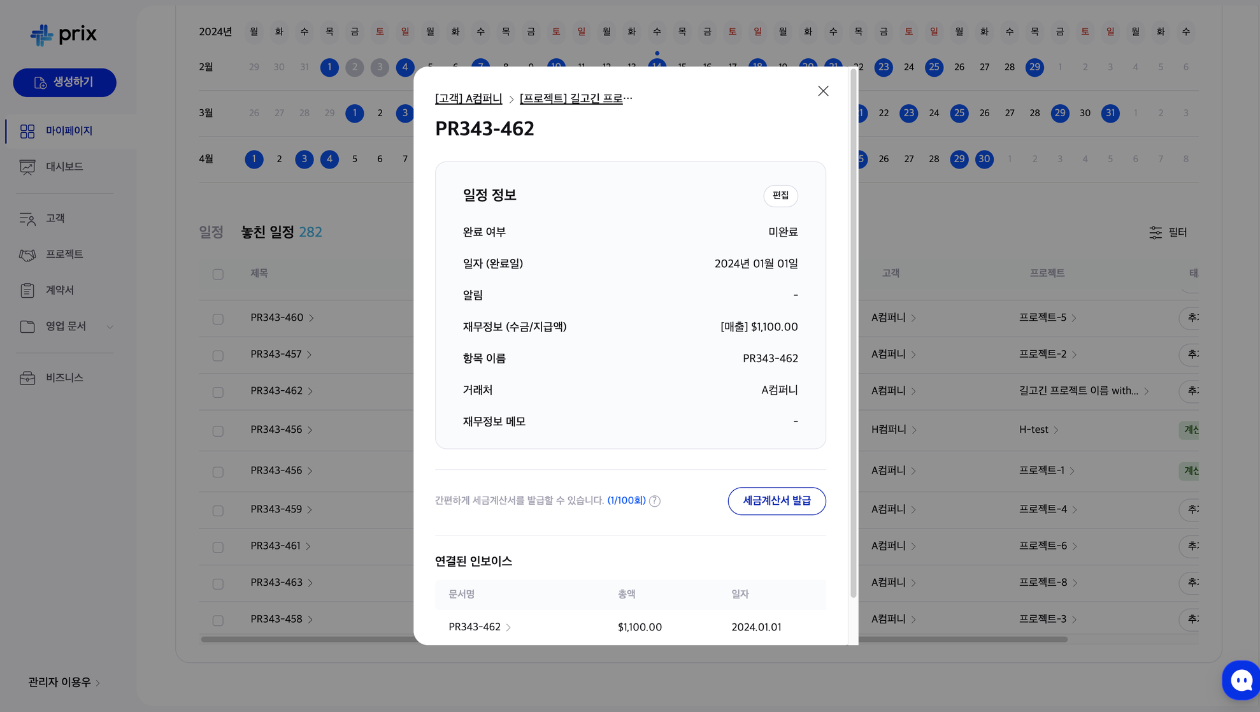 prix
생성하기
마이페이지
대시보드
고객
프로젝트
계약서
영업 문서
비즈니스
관리자 이용우
2024년 월 화 수 목 금 토 일 월 화 수 목 금 토 일 월 화 수 목 금 토 일 월 화 수 목 금 토 일 월 화 수 목 금 토 일 월 화 수
2월 29 30 31 1 2 3 4 23 24 25 26 27 28 29 1 2 3 4 5 6
3월 26 27 28 29 1 2 3 22 23 24 25 26 27 28 29 30 31 1 2 3
4월 1 2 3 4 5 6 7 26 27 28 29 30 1 2 3 4 5 6 7 8
일정 놓친 일정 282
필터
제목 고객 프로젝트
PR343-460 A컴퍼니 프로젝트-5
PR343-457 A컴퍼니 프로젝트-2
PR343-462 A컴퍼니 길고긴 프로젝트 이름 with...
PR343-456 H컴퍼니 H-test
PR343-456 A컴퍼니 프로젝트-1
PR343-459 A컴퍼니 프로젝트-4
PR343-461 A컴퍼니 프로젝트-6
PR343-463 A컴퍼니 프로젝트-8
PR343-458 A컴퍼니 프로젝트-3
[고객] A컴퍼니 > [프로젝트] 길고긴 프로...
PR343-462
일정 정보
편집
완료 여부 미완료
일자 (완료일) 2024년 01월 01일
알림 -
재무정보 (수금/지급액) [매출] $1,100.00
항목 이름 PR343-462
거래처 A컴퍼니
재무정보 메모 -
간편하게 세금계산서를 발급할 수 있습니다. (1/100회) ?
세금계산서 발급
연결된 인보이스
문서명 총액 일자
PR343-462 > $1,100.00 2024.01.01